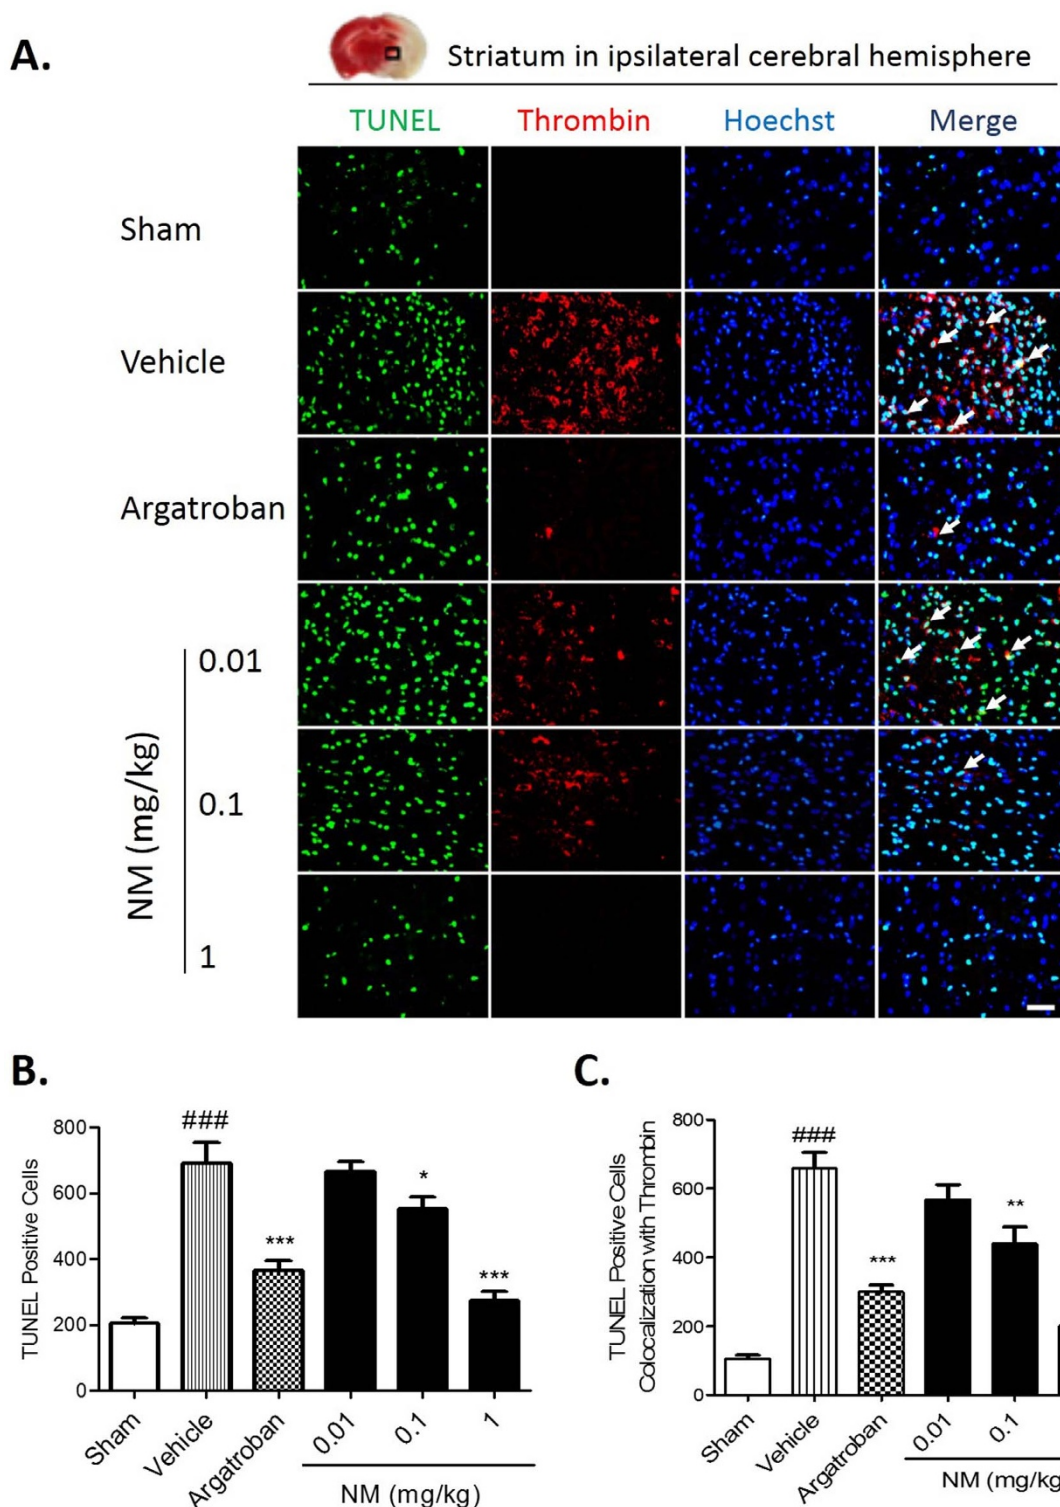 A.
Striatum in ipsilateral cerebral hemisphere
TUNEL Thrombin Hoechst Merge
Sham
Vehicle
Argatroban
NM (mg/kg)
0.01
0.1
1
B.
TUNEL Positive Cells
800
600
400
200
0
###
***
*
***
Sham
Vehicle
Argatroban
0.01
0.1
1
NM (mg/kg)
C.
TUNEL Positive Cells
Colocalization with Thrombin
800
600
400
200
0
###
***
**
Sham
Vehicle
Argatroban
0.01
0.1
NM (mg/kg